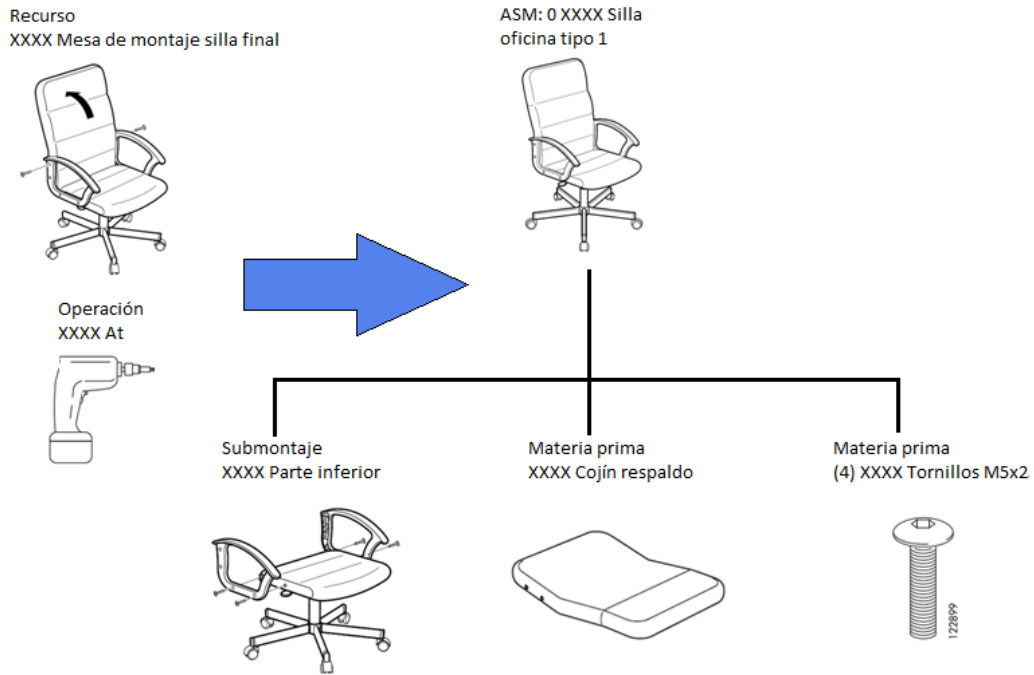 Recurso
XXXX Mesa de montaje silla final
ASM: 0 XXXX Silla
oficina tipo 1
Operación
XXXX At
Submontaje
XXXX Parte inferior
Materia prima
XXXX Cojín respaldo
Materia prima
(4) XXXX Tornillos M5x2
122899